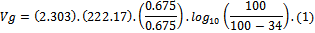 Vg = (2.303).(222.17).(0.675/0.675).log₁₀(100/(100 − 34)).(1)